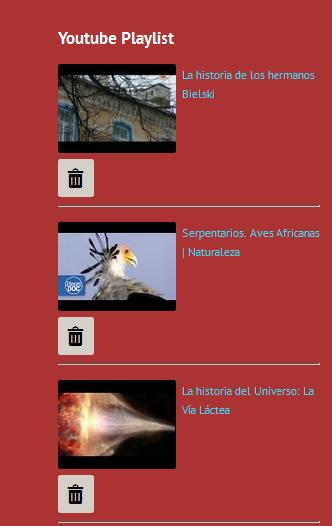 Youtube Playlist
La historia de los hermanos
Bielski
Serpentarios. Aves Africanas
| Naturaleza
DOC
La historia del Universo: La
Vía Láctea